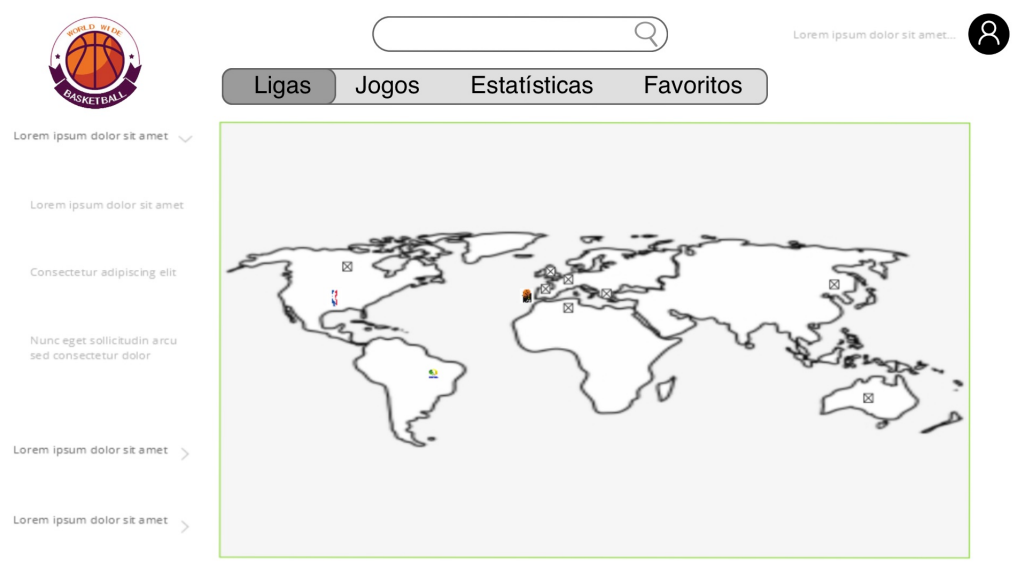 WORLD WIDE
BASKETBALL
Lorem ipsum dolor sit amet...
Ligas
Jogos
Estatísticas
Favoritos
Lorem ipsum dolor sit amet
Lorem ipsum dolor sit amet
Consectetur adipiscing elit
Nunc eget sollicitudin arcu
sed consectetur dolor
Lorem ipsum dolor sit amet
Lorem ipsum dolor sit amet